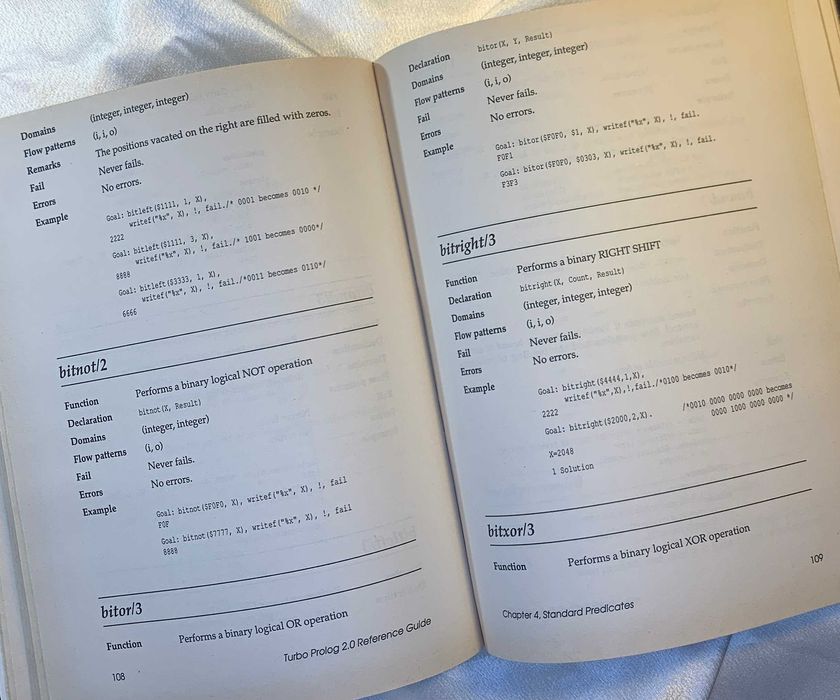 Domains (integer, integer, integer)
Flow patterns (i, i, o)
Remarks The positions vacated on the right are filled with zeros.
Fail Never fails.
Errors No errors.
Example Goal: bitleft($1111, 1, X),
writef("%x", X), !, fail./* 0001 becomes 0010 */
2222
Goal: bitleft($1111, 3, X),
writef("%x", X), !, fail./* 1001 becomes 0000*/
8888
Goal: bitleft($3333, 1, X),
writef("%x", X), !, fail./*0011 becomes 0110*/
6666
bitnot/2
Function Performs a binary logical NOT operation
Declaration bitnot(X, Result)
Domains (integer, integer)
Flow patterns (i, o)
Fail Never fails.
Errors No errors.
Example Goal: bitnot($F0F0, X), writef("%x", X), !, fail
F0F
Goal: bitnot($7777, X), writef("%x", X), !, fail
8888
bitor/3
Function Performs a binary logical OR operation
108 Turbo Prolog 2.0 Reference Guide
Declaration bitor(X, Y, Result)
Domains (integer, integer, integer)
Flow patterns (i, i, o)
Fail Never fails.
Errors No errors.
Example Goal: bitor($F0F0, $1, X), writef("%x", X), !, fail.
F0F1
Goal: bitor($F0F0, $0303, X), writef("%x", X), !, fail.
F3F3
bitright/3
Function Performs a binary RIGHT SHIFT
Declaration bitright(X, Count, Result)
Domains (integer, integer, integer)
Flow patterns (i, i, o)
Fail Never fails.
Errors No errors.
Example Goal: bitright($4444,1,X),
writef("%x",X),!,fail./*0100 becomes 0010*/
2222
Goal: bitright($2000,2,X). /*0010 0000 0000 0000 becomes
0000 1000 0000 0000 */
X=2048
1 Solution
bitxor/3
Function Performs a binary logical XOR operation
Chapter 4, Standard Predicates 109